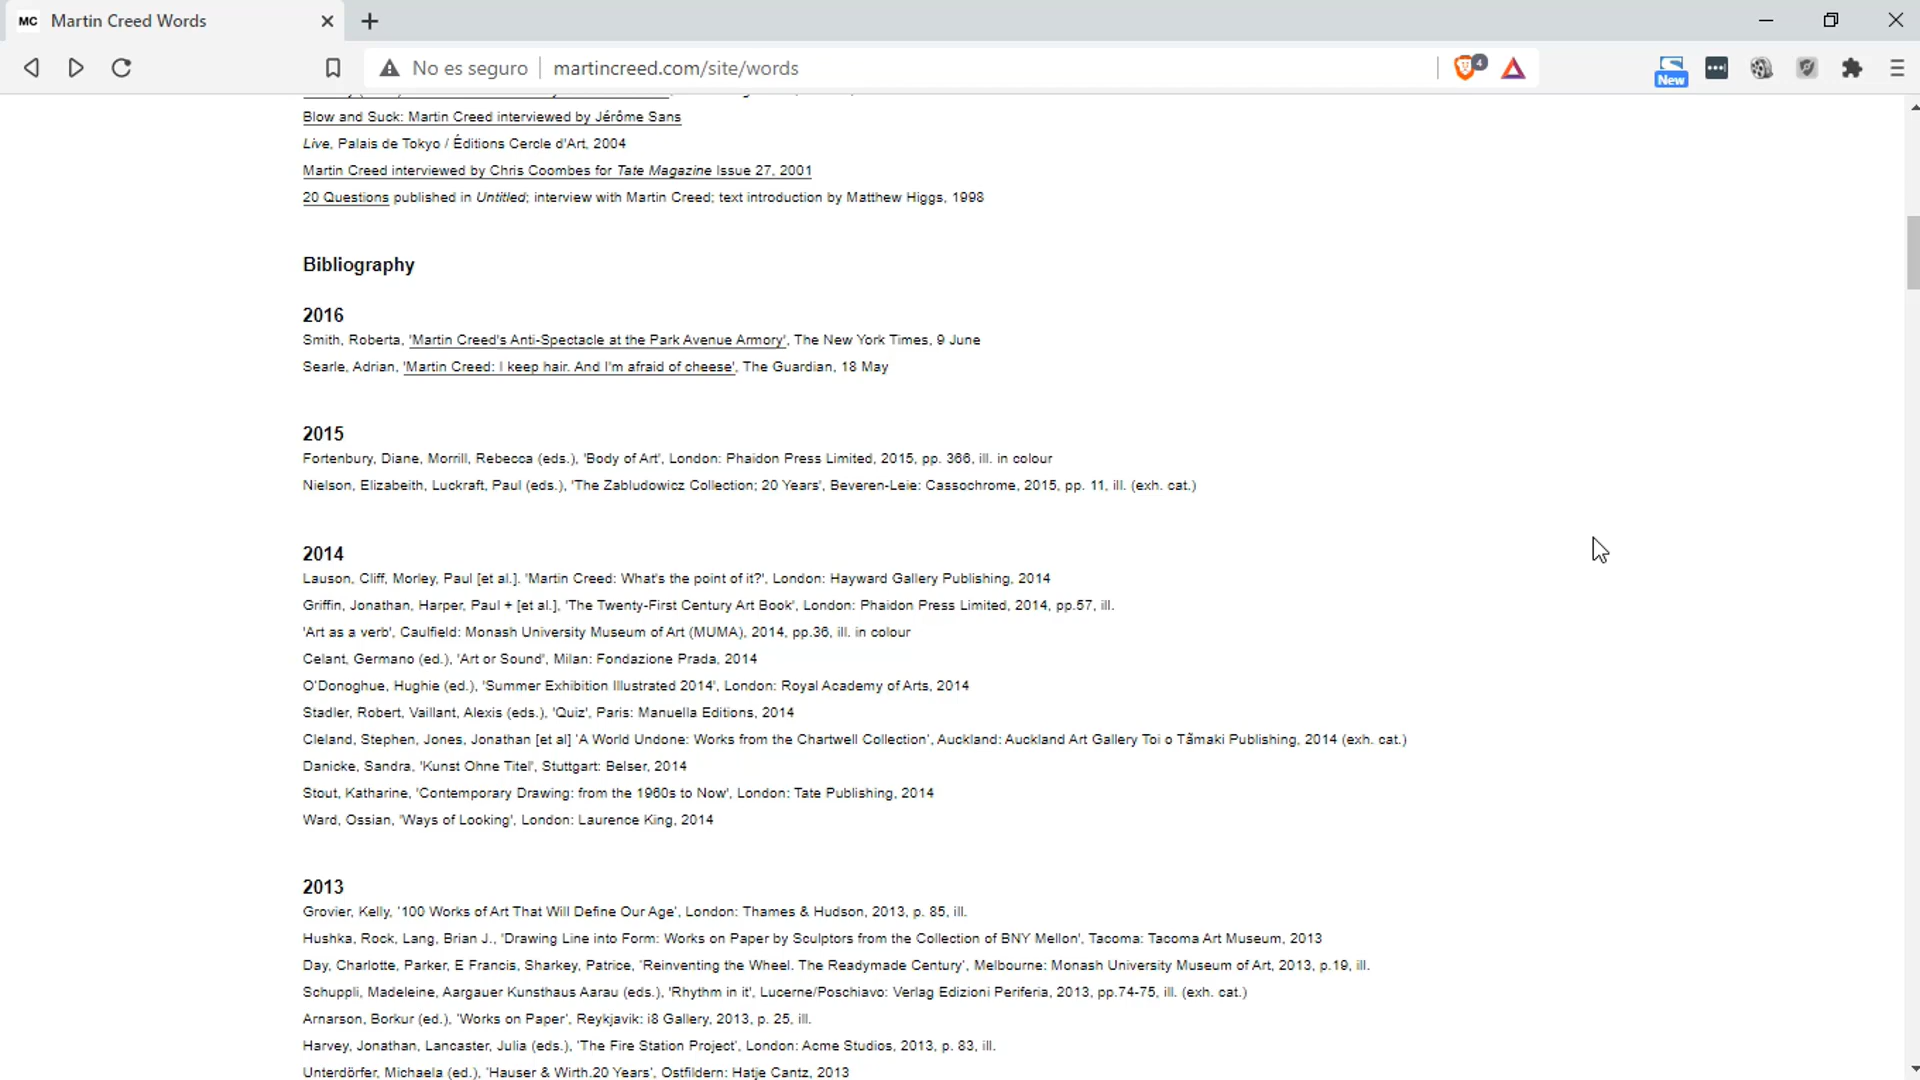 MC Martin Creed Words
No es seguro martincreed.com/site/words
4
New
Blow and Suck: Martin Creed interviewed by Jérôme Sans
Live, Palais de Tokyo / Éditions Cercle d'Art, 2004
Martin Creed interviewed by Chris Coombes for Tate Magazine Issue 27, 2001
20 Questions published in Untitled; interview with Martin Creed; text introduction by Matthew Higgs, 1998
Bibliography
2016
Smith, Roberta, 'Martin Creed's Anti-Spectacle at the Park Avenue Armory', The New York Times, 9 June
Searle, Adrian, 'Martin Creed: I keep hair. And I'm afraid of cheese', The Guardian, 18 May
2015
Fortenbury, Diane, Morrill, Rebecca (eds.), 'Body of Art', London: Phaidon Press Limited, 2015, pp. 366, ill. in colour
Nielson, Elizabeith, Luckraft, Paul (eds.), 'The Zabludowicz Collection; 20 Years', Beveren-Leie: Cassochrome, 2015, pp. 11, ill. (exh. cat.)
2014
Lauson, Cliff, Morley, Paul [et al.]. 'Martin Creed: What's the point of it?', London: Hayward Gallery Publishing, 2014
Griffin, Jonathan, Harper, Paul + [et al.], 'The Twenty-First Century Art Book', London: Phaidon Press Limited, 2014, pp.57, ill.
'Art as a verb', Caulfield: Monash University Museum of Art (MUMA), 2014, pp.36, ill. in colour
Celant, Germano (ed.), 'Art or Sound', Milan: Fondazione Prada, 2014
O'Donoghue, Hughie (ed.), 'Summer Exhibition Illustrated 2014', London: Royal Academy of Arts, 2014
Stadler, Robert, Vaillant, Alexis (eds.), 'Quiz', Paris: Manuella Editions, 2014
Cleland, Stephen, Jones, Jonathan [et al] 'A World Undone: Works from the Chartwell Collection', Auckland: Auckland Art Gallery Toi o Tãmaki Publishing, 2014 (exh. cat.)
Danicke, Sandra, 'Kunst Ohne Titel', Stuttgart: Belser, 2014
Stout, Katharine, 'Contemporary Drawing: from the 1960s to Now', London: Tate Publishing, 2014
Ward, Ossian, 'Ways of Looking', London: Laurence King, 2014
2013
Grovier, Kelly, '100 Works of Art That Will Define Our Age', London: Thames & Hudson, 2013, p. 85, ill.
Hushka, Rock, Lang, Brian J., 'Drawing Line into Form: Works on Paper by Sculptors from the Collection of BNY Mellon', Tacoma: Tacoma Art Museum, 2013
Day, Charlotte, Parker, E Francis, Sharkey, Patrice, 'Reinventing the Wheel. The Readymade Century', Melbourne: Monash University Museum of Art, 2013, p.19, ill.
Schuppli, Madeleine, Aargauer Kunsthaus Aarau (eds.), 'Rhythm in it', Lucerne/Poschiavo: Verlag Edizioni Periferia, 2013, pp.74-75, ill. (exh. cat.)
Arnarson, Borkur (ed.), 'Works on Paper', Reykjavik: i8 Gallery, 2013, p. 25, ill.
Harvey, Jonathan, Lancaster, Julia (eds.), 'The Fire Station Project', London: Acme Studios, 2013, p. 83, ill.
Unterdörfer, Michaela (ed.), 'Hauser & Wirth.20 Years', Ostfildern: Hatje Cantz, 2013